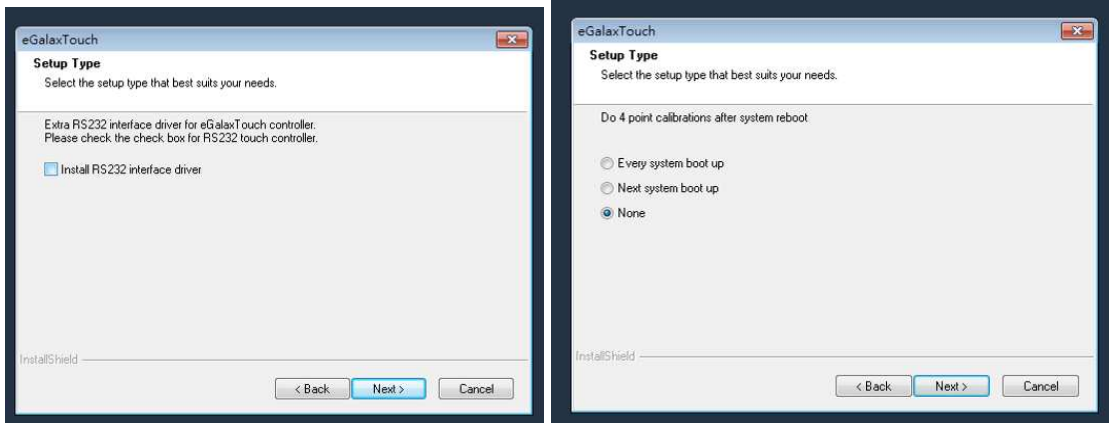 eGalaxTouch
Setup Type
Select the setup type that best suits your needs.
Extra RS232 interface driver for eGalaxTouch controller.
Please check the check box for RS232 touch controller.
Install RS232 interface driver
InstallShield
< Back
Next >
Cancel
eGalaxTouch
Setup Type
Select the setup type that best suits your needs.
Do 4 point calibrations after system reboot
Every system boot up
Next system boot up
None
InstallShield
< Back
Next >
Cancel